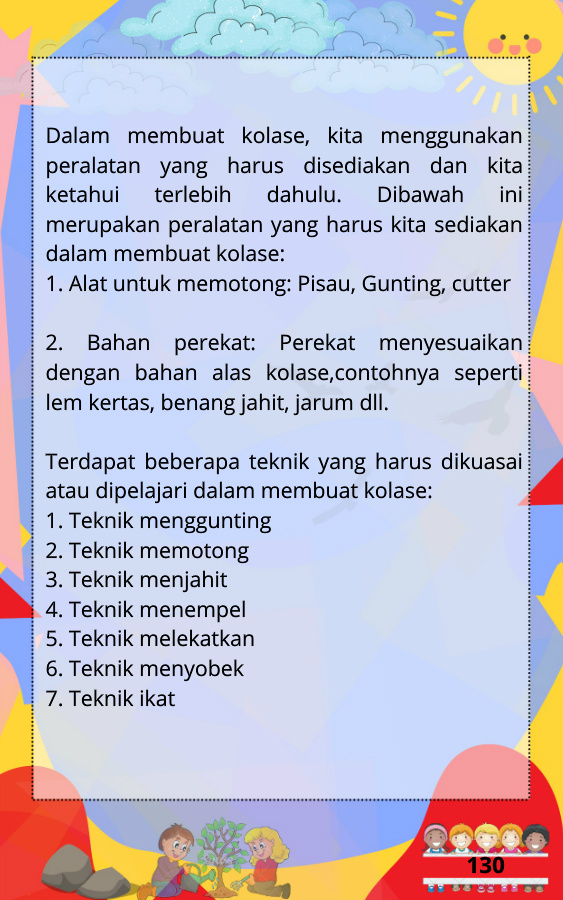 Dalam membuat kolase, kita menggunakan
peralatan yang harus disediakan dan kita
ketahui terlebih dahulu. Dibawah ini
merupakan peralatan yang harus kita sediakan
dalam membuat kolase:
1. Alat untuk memotong: Pisau, Gunting, cutter
2. Bahan perekat: Perekat menyesuaikan
dengan bahan alas kolase,contohnya seperti
lem kertas, benang jahit, jarum dll.
Terdapat beberapa teknik yang harus dikuasai
atau dipelajari dalam membuat kolase:
1. Teknik menggunting
2. Teknik memotong
3. Teknik menjahit
4. Teknik menempel
5. Teknik melekatkan
6. Teknik menyobek
7. Teknik ikat
130